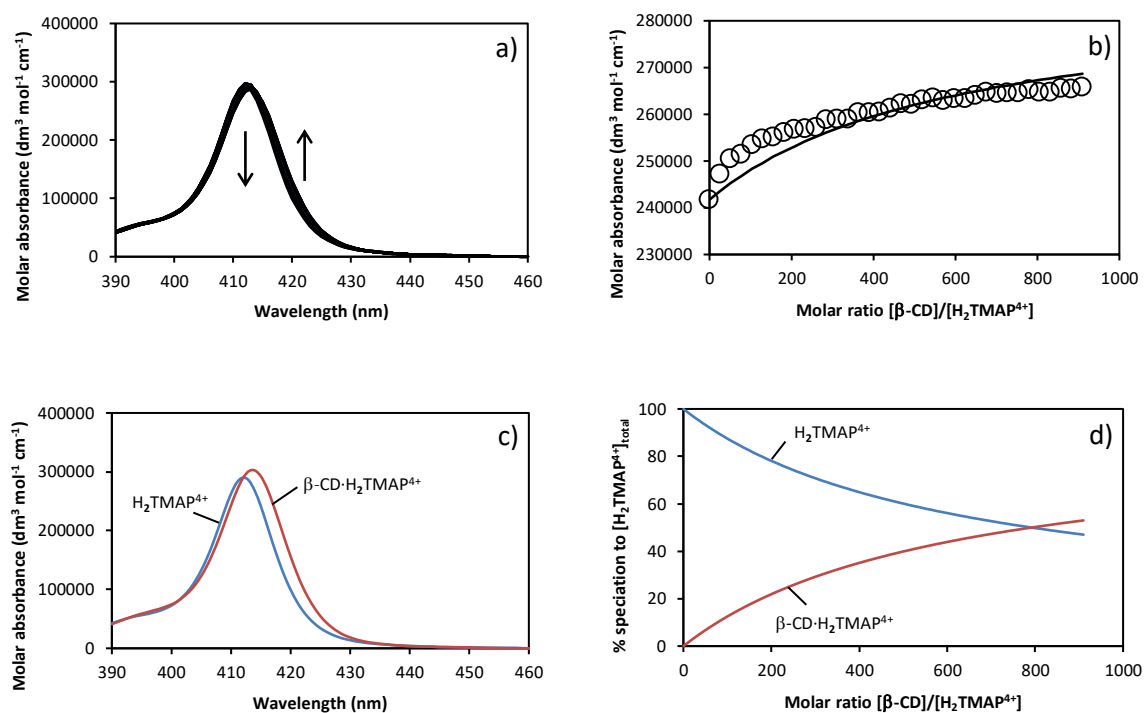 a)
Molar absorbance (dm³ mol⁻¹ cm⁻¹)
400000
300000
200000
100000
0
390 400 410 420 430 440 450 460
Wavelength (nm)
b)
Molar absorbance (dm³ mol⁻¹ cm⁻¹)
280000
270000
260000
250000
240000
230000
0 200 400 600 800 1000
Molar ratio [β-CD]/[H₂TMAP⁴⁺]
c)
Molar absorbance (dm³ mol⁻¹ cm⁻¹)
400000
300000
200000
100000
0
H₂TMAP⁴⁺
β-CD·H₂TMAP⁴⁺
390 400 410 420 430 440 450 460
Wavelength (nm)
d)
% speciation to [H₂TMAP⁴⁺]total
100
80
60
40
20
0
H₂TMAP⁴⁺
β-CD·H₂TMAP⁴⁺
0 200 400 600 800 1000
Molar ratio [β-CD]/[H₂TMAP⁴⁺]